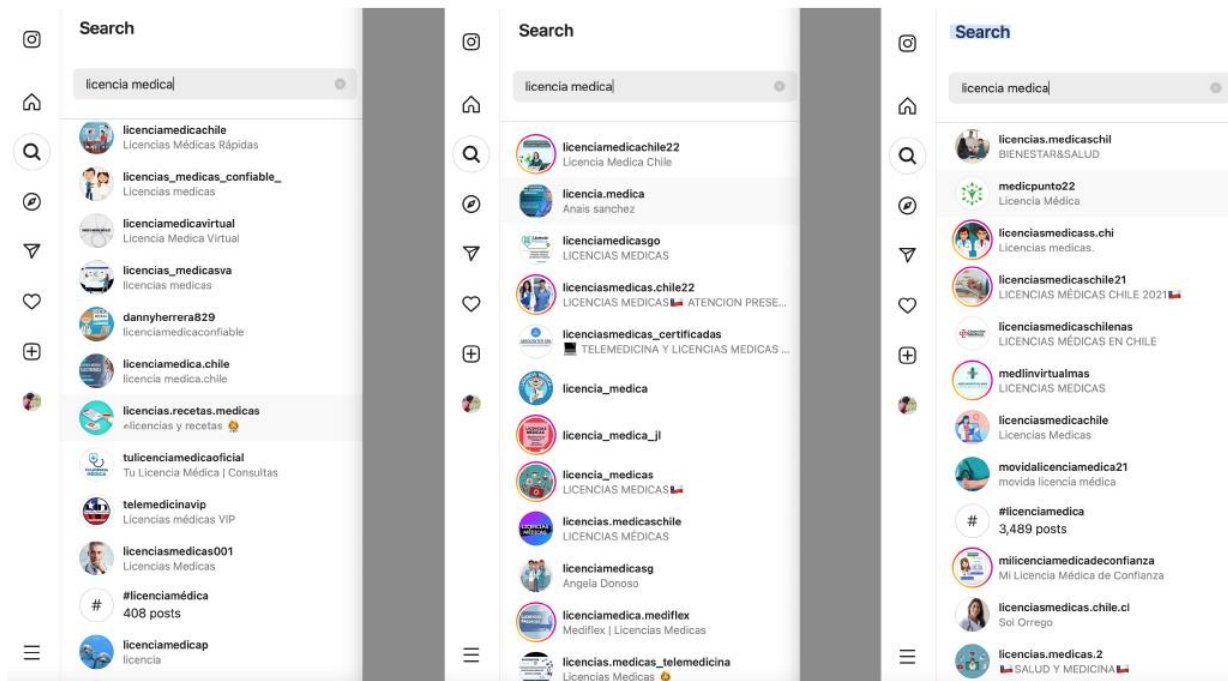 Search
licencia medica
licenciamedicachile
Licencias Médicas Rápidas
licencias_medicas_confiable_
Licencias medicas
licenciamedicavirtual
Licencia Medica Virtual
licencias_medicasva
licencias medicas
dannyherrera829
licenciamedicaconfiable
licenciamedica.chile
licencia medica.chile
licencias.recetas.medicas
licencias y recetas
tulicenciamedicaoficial
Tu Licencia Médica | Consultas
telemedicinavip
Licencias médicas VIP
licenciasmedicas001
Licencias Medicas
#licenciamédica
408 posts
licenciamedicap
licencia
Search
licencia medica
licenciamedicachile22
Licencia Medica Chile
licencia.medica
Anais sanchez
licenciamedicasgo
LICENCIAS MEDICAS
licenciasmedicas.chile22
LICENCIAS MEDICAS🇨🇱 ATENCION PRESE...
licenciasmedicas_certificadas
💻 TELEMEDICINA Y LICENCIAS MEDICAS ...
licencia_medica
licencia_medica_jl
licencia_medicas
LICENCIAS MEDICAS🇨🇱
licencias.medicaschile
LICENCIAS MÉDICAS
licenciamedicasg
Angela Donoso
licenciamedica.mediflex
Mediflex | Licencias Medicas
licencias.medicas_telemedicina
Licencias Medicas
Search
licencia medica
licencias.medicaschil
BIENESTAR&SALUD
medicpunto22
Licencia Médica
licenciasmedicass.chi
Licencias medicas.
licenciasmedicaschile21
LICENCIAS MÉDICAS CHILE 2021🇨🇱
licenciasmedicaschilenas
LICENCIAS MÉDICAS EN CHILE
medlinvirtualmas
LICENCIAS MEDICAS
licenciasmedicachile
Licencias Medicas
movidalicenciamedica21
movida licencia médica
#licenciamedica
3,489 posts
milicenciamedicadeconfianza
Mi Licencia Médica de Confianza
licenciasmedicas.chile.cl
Sol Orrego
licencias.medicas.2
🇨🇱SALUD Y MEDICINA🇨🇱